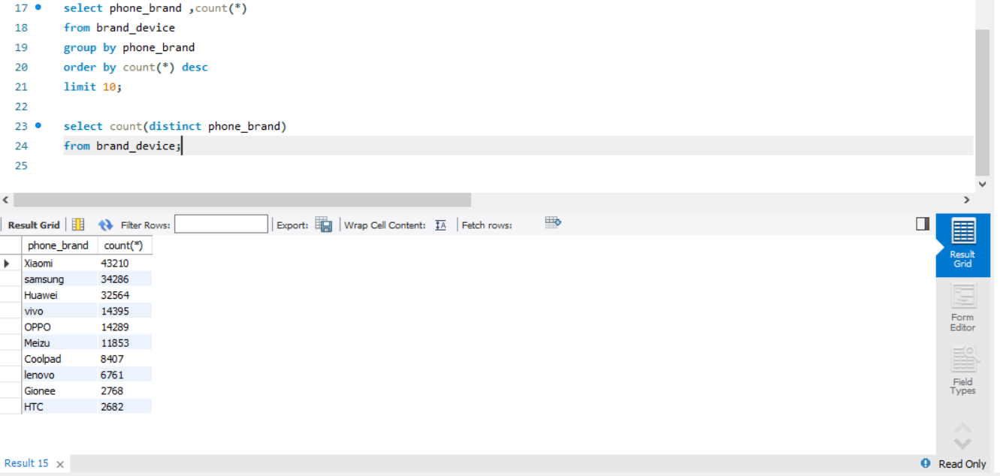 17 select phone_brand ,count(*)
18 from brand_device
19 group by phone_brand
20 order by count(*) desc
21 limit 10;
22
23 select count(distinct phone_brand)
24 from brand_device;
25
Result Grid Filter Rows: Export: Wrap Cell Content: IA Fetch rows:
phone_brand count(*)
Xiaomi 43210
samsung 34286
Huawei 32564
vivo 14395
OPPO 14289
Meizu 11853
Coolpad 8407
lenovo 6761
Gionee 2768
HTC 2682
Result
Grid
Form
Editor
Field
Types
Result 15 Read Only